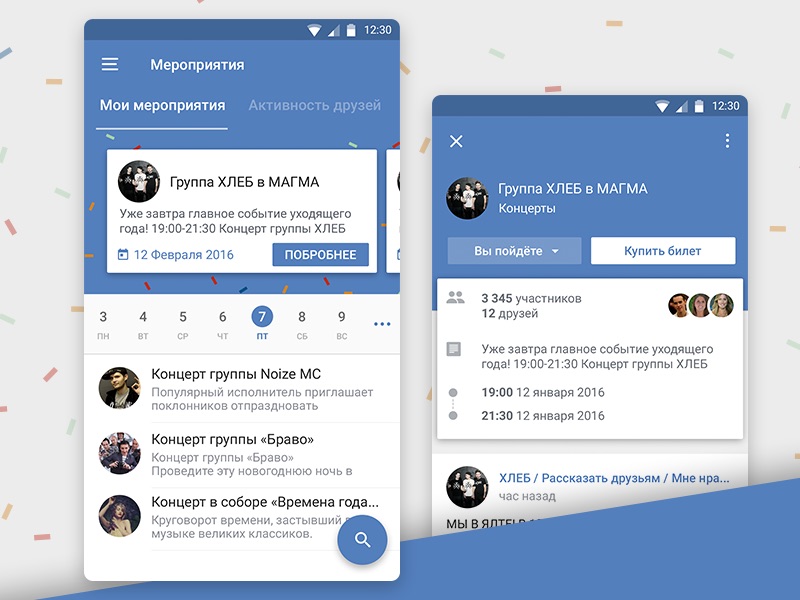 12:30
Мероприятия
Мои мероприятия
Активность друзей
Группа ХЛЕБ в МАГМА
Уже завтра главное событие уходящего
года! 19:00-21:30 Концерт группы ХЛЕБ
12 Февраля 2016
ПОБРОБНЕЕ
3 4 5 6 7 8 9
ПН ВТ СР ЧТ ПТ СБ ВС
Концерт группы Noize MC
Популярный исполнитель приглашает
поклонников отпраздновать
Концерт группы «Браво»
Концерт группы «Браво»
Проведите эту новогоднюю ночь в
Концерт в соборе «Времена года...
Круговорот времени, застывший
музыке великих классиков.
12:30
Группа ХЛЕБ в МАГМА
Концерты
Вы пойдёте
Купить билет
3 345 участников
12 друзей
Уже завтра главное событие уходящего
года! 19:00-21:30 Концерт группы ХЛЕБ
19:00 12 января 2016
21:30 12 января 2016
ХЛЕБ / Рассказать друзьям / Мне нра...
час назад
МЫ В